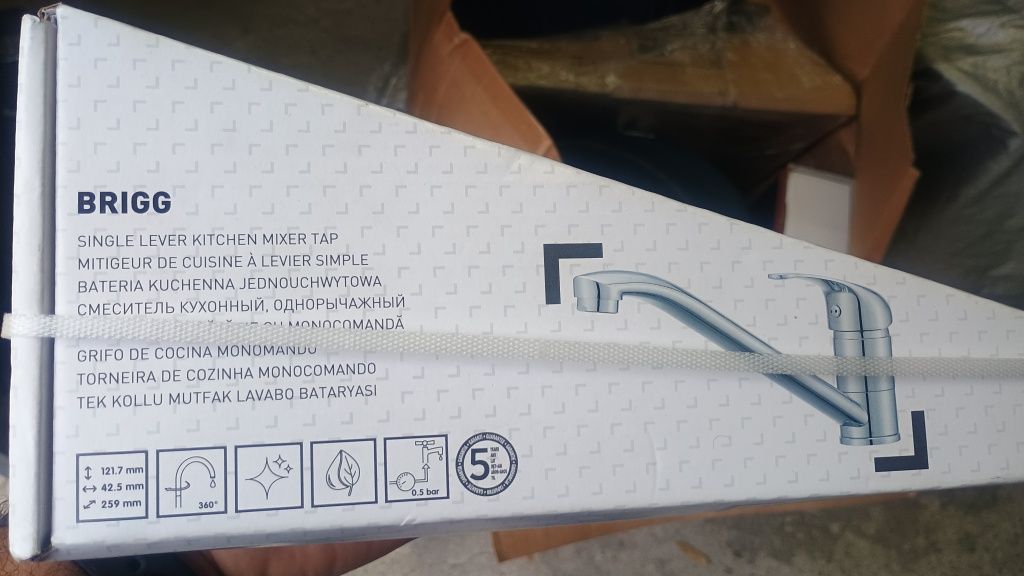 BRIGG
SINGLE LEVER KITCHEN MIXER TAP
MITIGEUR DE CUISINE À LEVIER SIMPLE
BATERIA KUCHENNA JEDNOUCHWYTOWA
СМЕСИТЕЛЬ КУХОННЫЙ, ОДНОРЫЧАЖНЫЙ
MONOCOMANDĂ
GRIFO DE COCINA MONOMANDO
TORNEIRA DE COZINHA MONOCOMANDO
TEK KOLLU MUTFAK LAVABO BATARYASI
121.7 mm
42.5 mm
259 mm
360°
0.5 bar
5